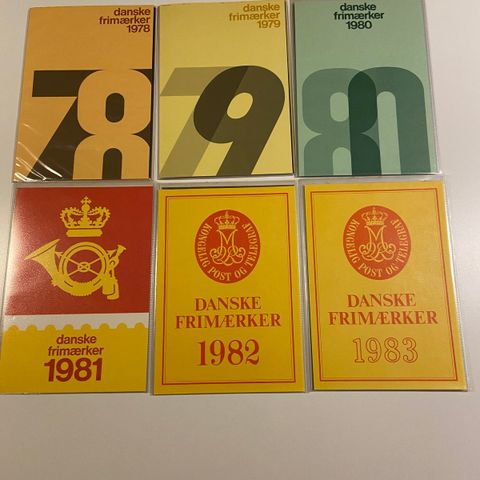 danske
frimærker
1978
78
danske
frimærker
1979
79
danske
frimærker
1980
80
danske
frimærker
1981
KONGELIG POST OG TELEGRAF
DANSKE
FRIMÆRKER
1982
KONGELIG POST OG TELEGRAF
DANSKE
FRIMÆRKER
1983